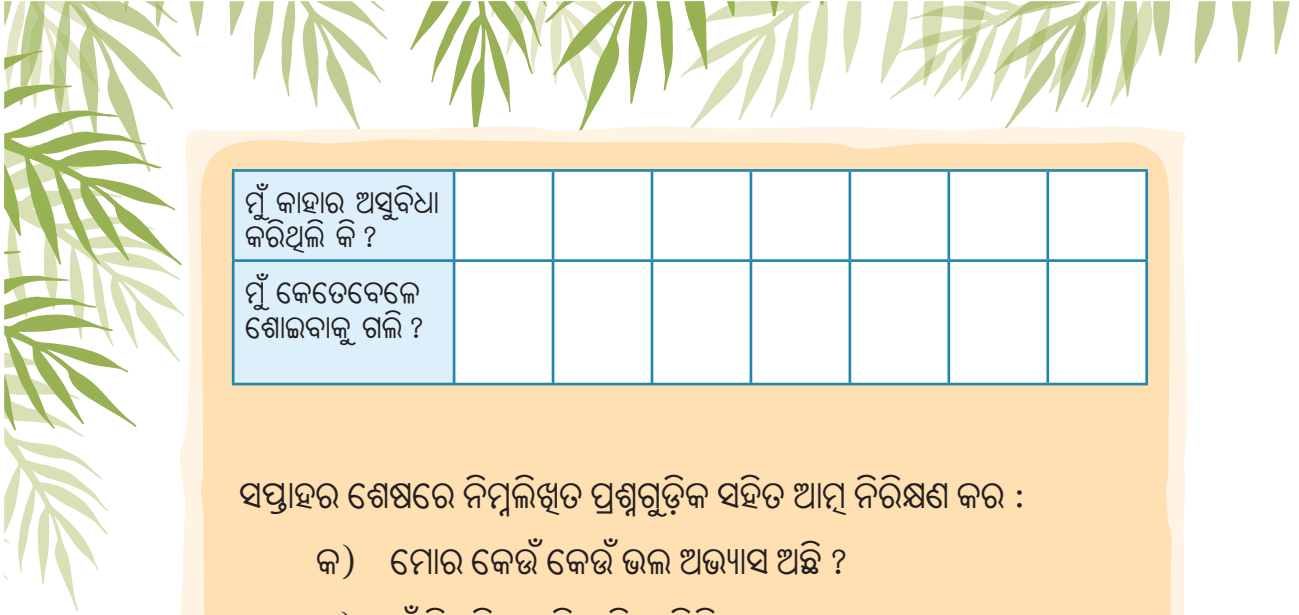 ମୁଁ କାହାର ଅସୁବିଧା
କରିଥିଲି କି ?
ମୁଁ କେତେବେଳେ
ଶୋଇବାକୁ ଗଲି ?
ସପ୍ତାହର ଶେଷରେ ନିମ୍ନଲିଖିତ ପ୍ରଶ୍ନଗୁଡ଼ିକ ସହିତ ଆତ୍ମ ନିରିକ୍ଷଣ କର :
କ) ମୋର କେଉଁ କେଉଁ ଭଲ ଅଭ୍ୟାସ ଅଛି ?